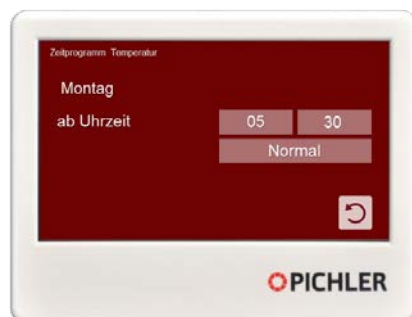 Zeitprogramm Temperatur
Montag
ab Uhrzeit 05 30
Normal
PICHLER